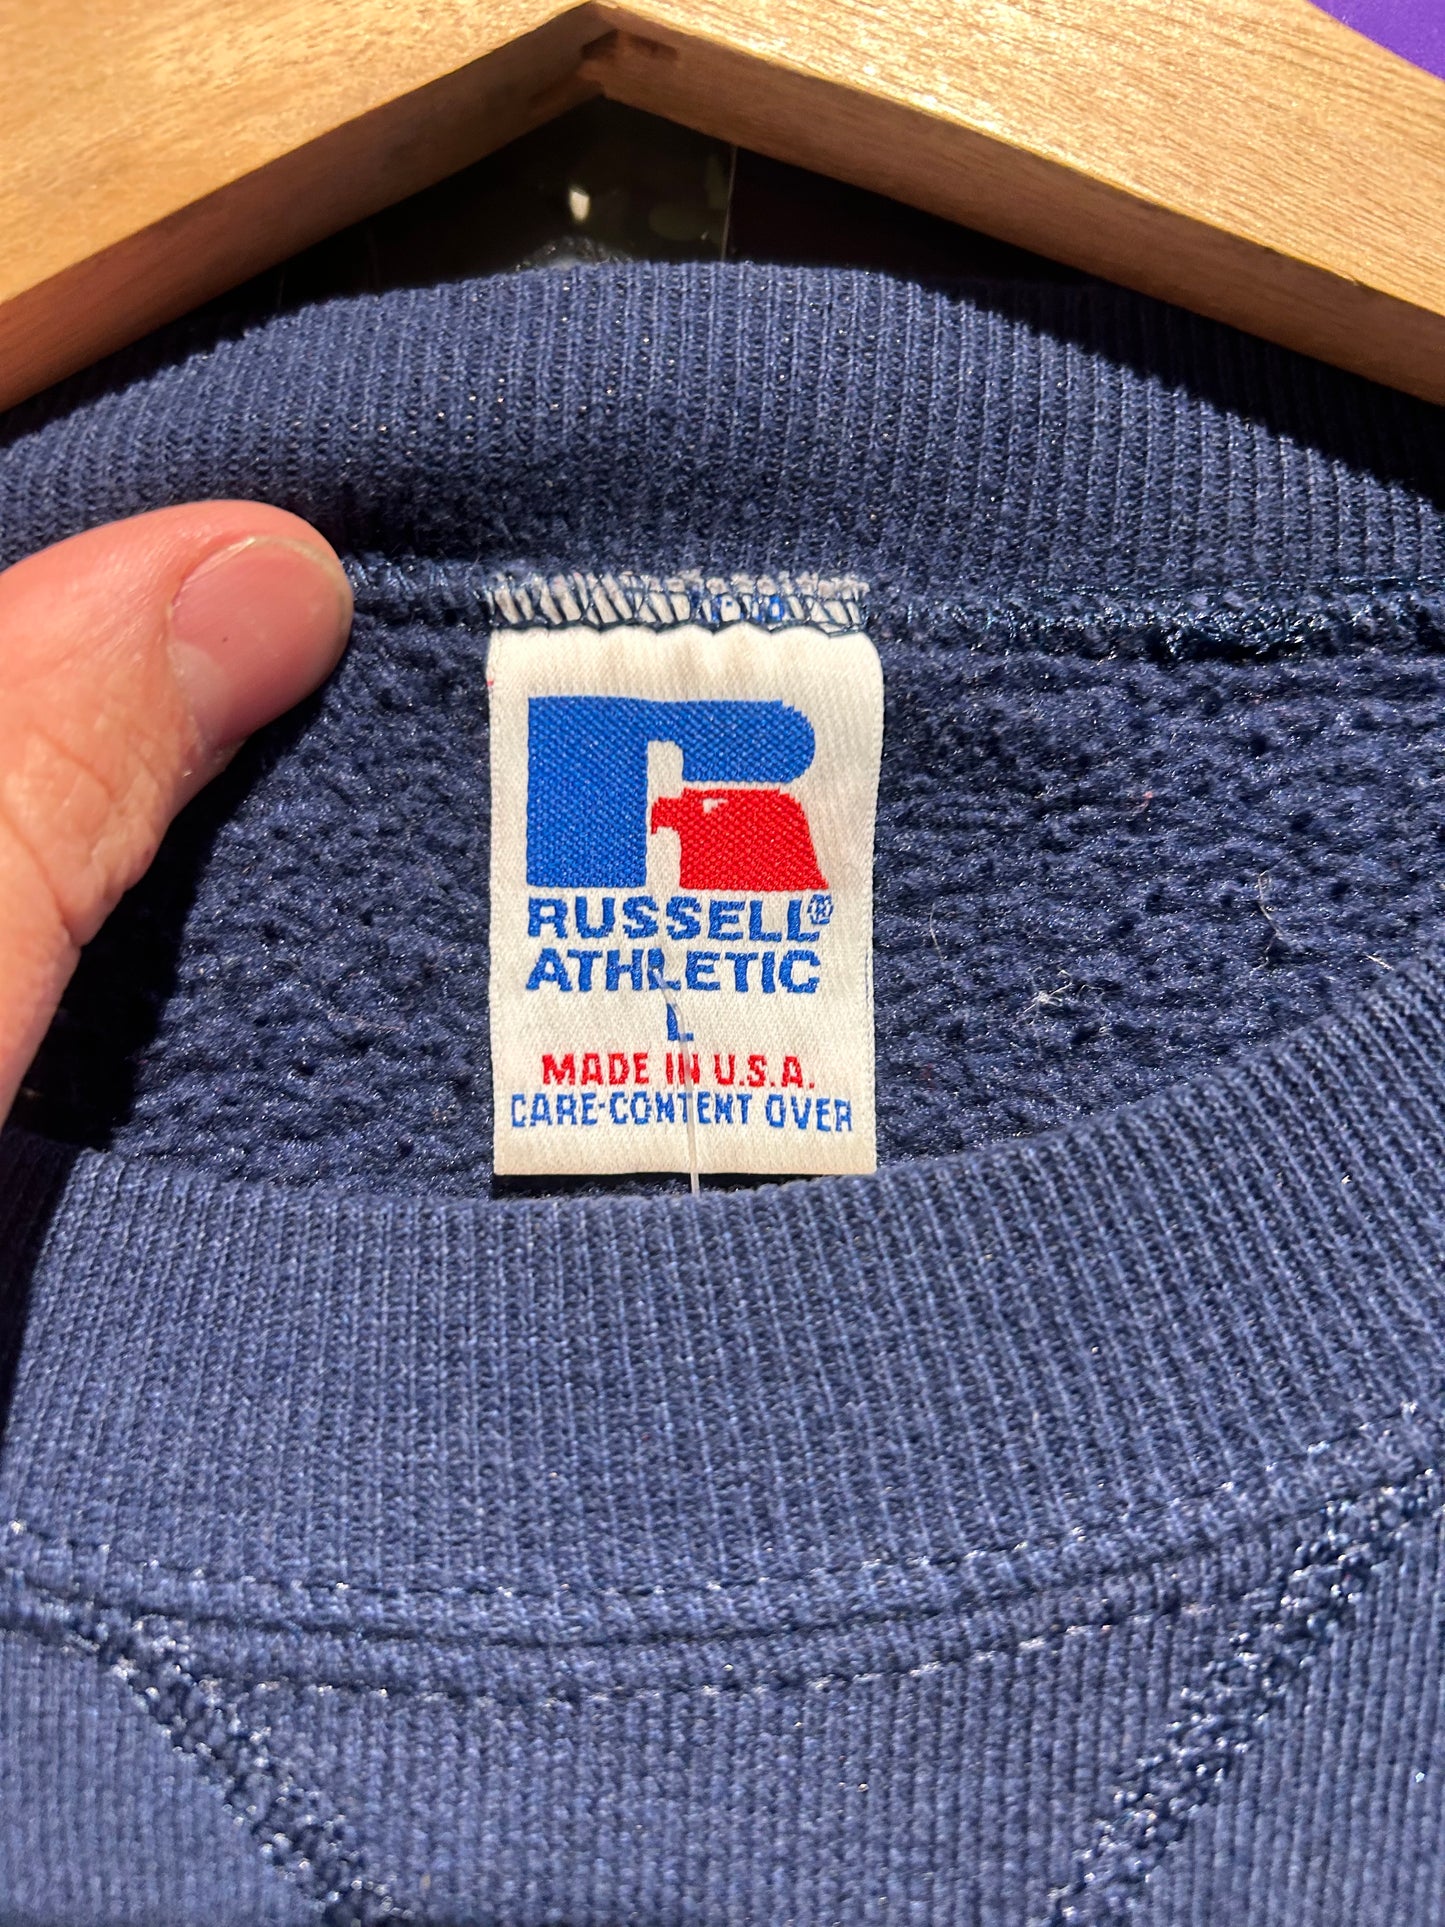 RUSSELL®
ATHLETIC
L
MADE IN U.S.A.
CARE-CONTENT OVER